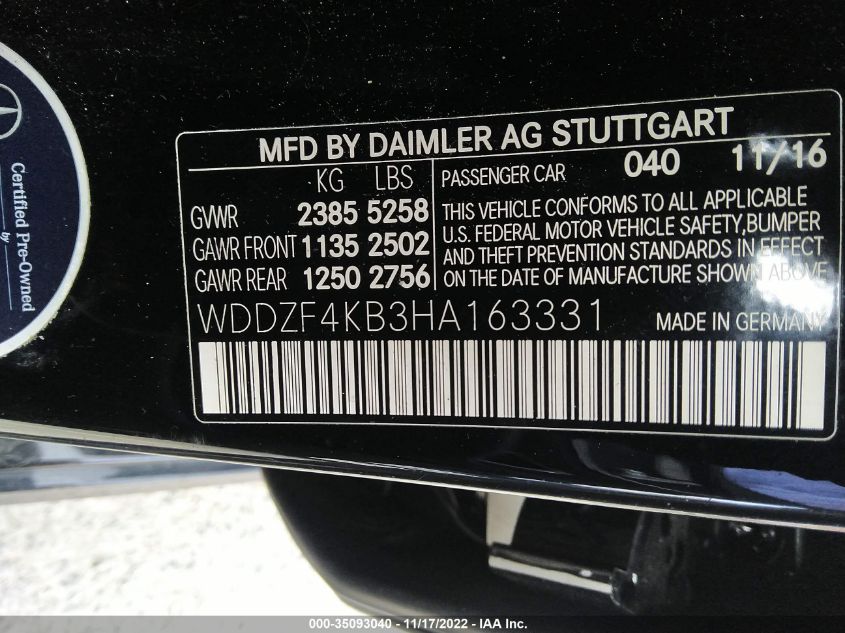 MFD BY DAIMLER AG STUTTGART
KG LBS
GVWR 2385 5258
GAWR FRONT 1135 2502
GAWR REAR 1250 2756
PASSENGER CAR 040 11/16
THIS VEHICLE CONFORMS TO ALL APPLICABLE
U.S. FEDERAL MOTOR VEHICLE SAFETY,BUMPER
AND THEFT PREVENTION STANDARDS IN EFFECT
ON THE DATE OF MANUFACTURE SHOWN ABOVE
WDDZF4KB3HA163331 MADE IN GERMANY
Certified Pre-Owned
by
000-35093040 - 11/17/2022 - IAA Inc.